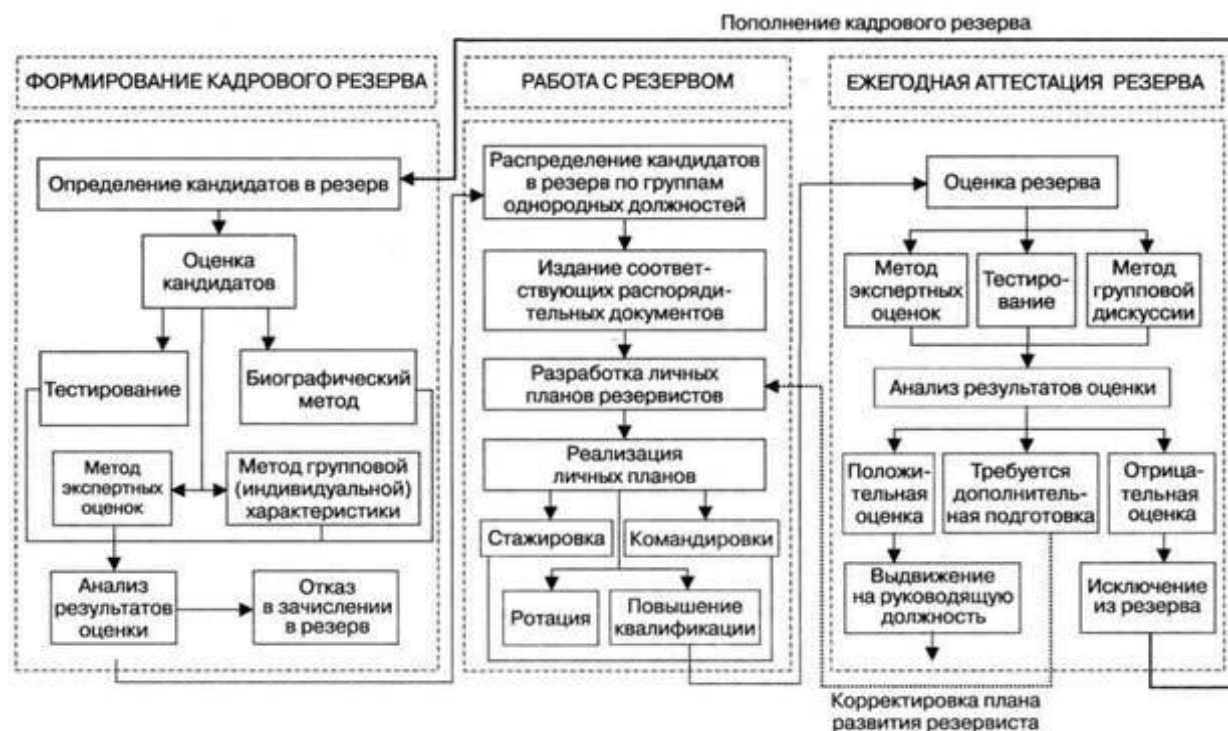 Пополнение кадрового резерва
ФОРМИРОВАНИЕ КАДРОВОГО РЕЗЕРВА
Определение кандидатов в резерв
Оценка
кандидатов
Тестирование
Биографический
метод
Метод
экспертных
оценок
Метод групповой
(индивидуальной)
характеристики
Анализ
результатов
оценки
Отказ
в зачислении
в резерв
РАБОТА С РЕЗЕРВОМ
Распределение кандидатов
в резерв по группам
однородных должностей
Издание соответ-
ствующих распоряди-
тельных документов
Разработка личных
планов резервистов
Реализация
личных планов
Стажировка
Командировки
Ротация
Повышение
квалификации
ЕЖЕГОДНАЯ АТТЕСТАЦИЯ РЕЗЕРВА
Оценка резерва
Метод
экспертных
оценок
Тестиро-
вание
Метод
групповой
дискуссии
Анализ результатов оценки
Положи-
тельная
оценка
Требуется
дополнитель-
ная подготовка
Отрица-
тельная
оценка
Выдвижение
на руководящую
должность
Исключение
из резерва
Корректировка плана
развития резервиста